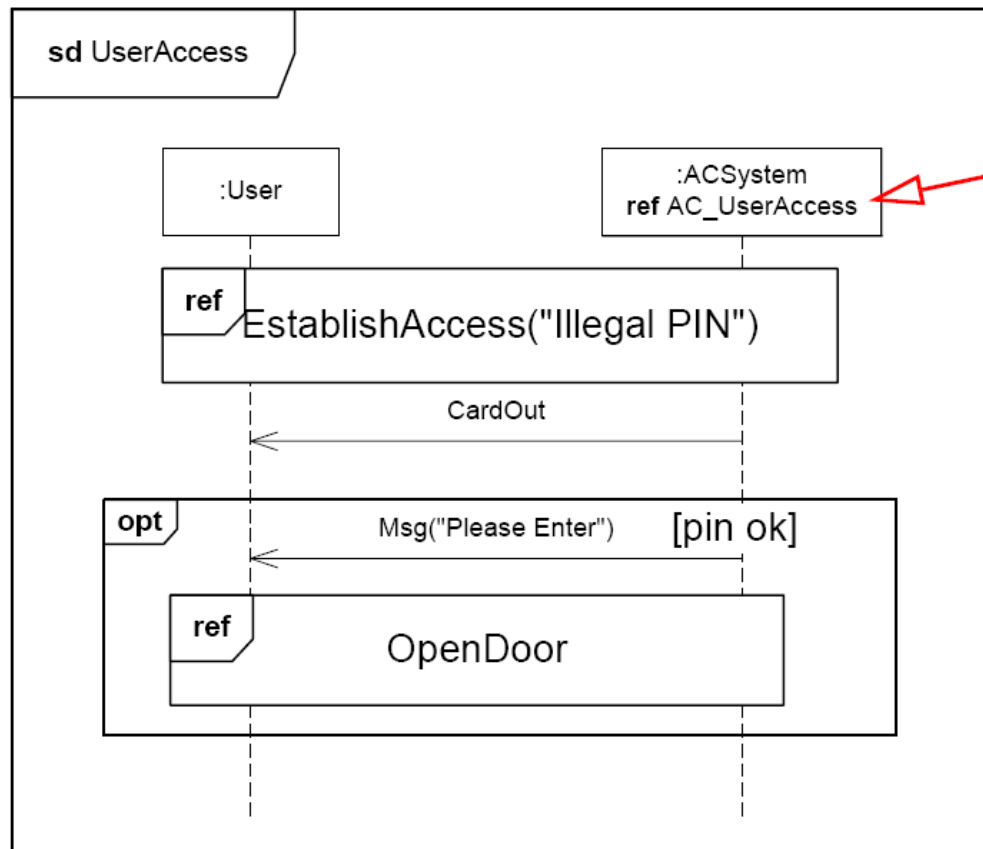 sd UserAccess
:User
:ACSystem
ref AC_UserAccess
ref
EstablishAccess("Illegal PIN")
CardOut
opt
Msg("Please Enter")
[pin ok]
ref
OpenDoor